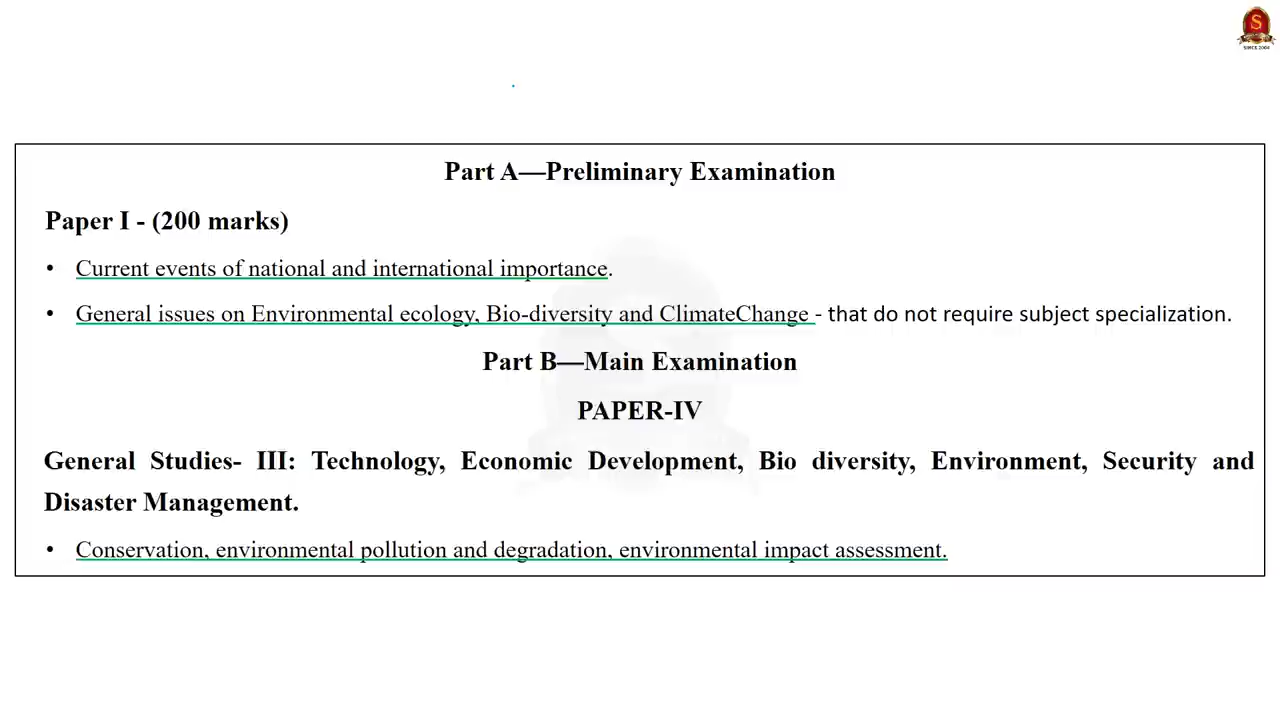 S
SINCE 2004
Part A—Preliminary Examination
Paper I - (200 marks)
• Current events of national and international importance.
• General issues on Environmental ecology, Bio-diversity and ClimateChange - that do not require subject specialization.
Part B—Main Examination
PAPER-IV
General Studies- III: Technology, Economic Development, Bio diversity, Environment, Security and
Disaster Management.
• Conservation, environmental pollution and degradation, environmental impact assessment.